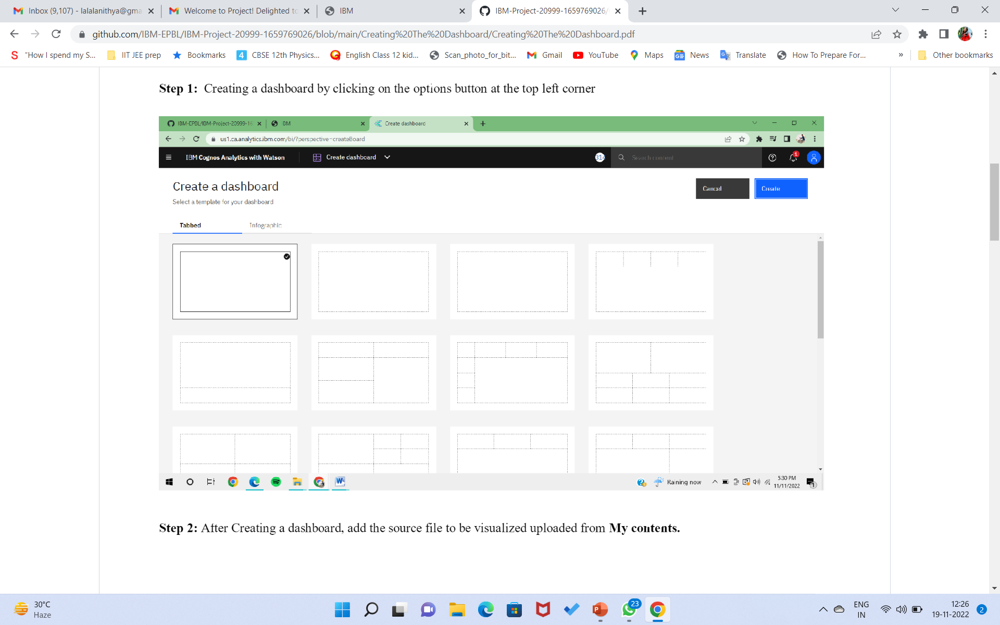 Inbox (9,107) - lalalanithya@gma
Welcome to Project! Delighted to
IBM
IBM-Project-20999-1659769026/
github.com/IBM-EPBL/IBM-Project-20999-1659769026/blob/main/Creating%20The%20Dashboard/Creating%20The%20Dashboard.pdf
"How I spend my S...
IIT JEE prep
Bookmarks
CBSE 12th Physics...
English Class 12 kid...
Scan_photo_for_bit...
Gmail
YouTube
Maps
News
Translate
How To Prepare For...
»
Other bookmarks
Step 1: Creating a dashboard by clicking on the options button at the top left corner
IBM-EPBL/IBM-Project-20999-16
IBM
Create dashboard
us1.ca.analytics.ibm.com/bi/?perspective=createBoard
IBM Cognos Analytics with Watson
Create dashboard
314
Search content
1
Create a dashboard
Cancel
Create
Select a template for your dashboard
Tabbed
Infographic
Raining now
5:30 PM
11/11/2022
1
Step 2: After Creating a dashboard, add the source file to be visualized uploaded from My contents.
30°C
Haze
23
ENG
IN
12:26
19-11-2022
2